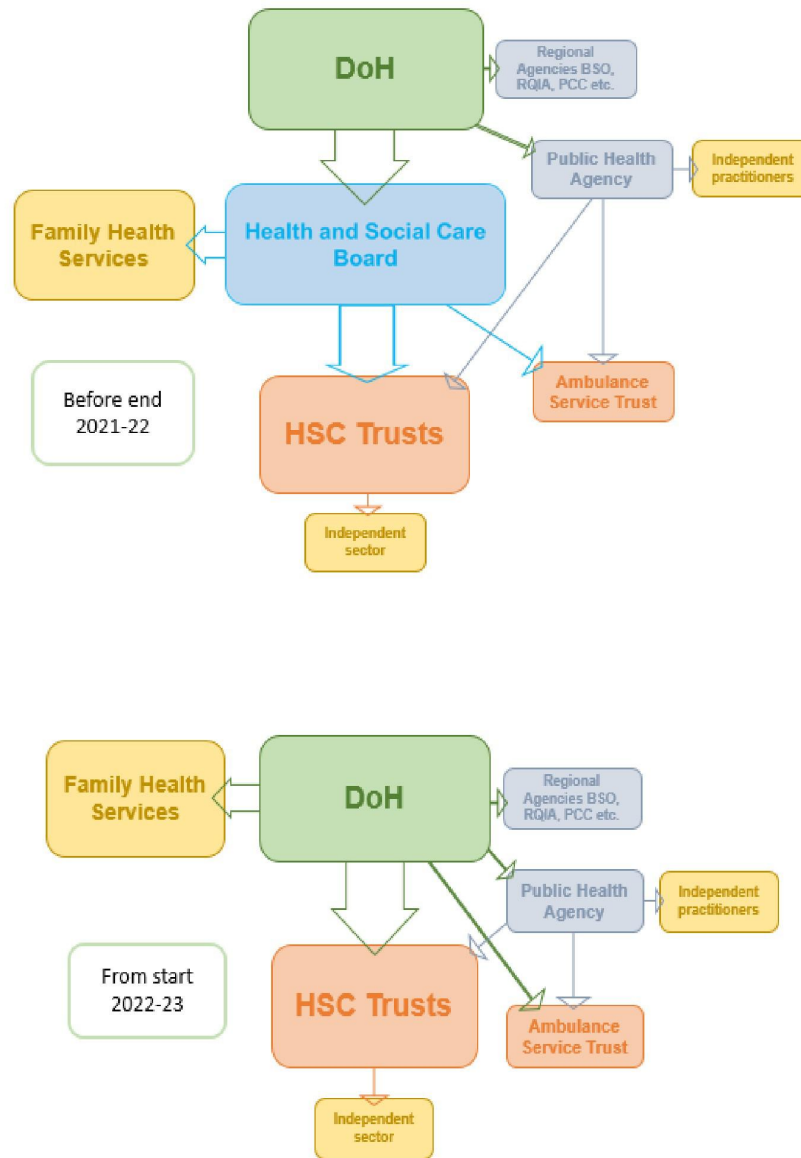 DoH
Regional
Agencies BSO,
RQIA, PCC etc.
Public Health
Agency
Independent
practitioners
Family Health
Services
Health and Social Care
Board
Before end
2021-22
HSC Trusts
Ambulance
Service Trust
Independent
sector
Family Health
Services
DoH
Regional
Agencies BSO,
RQIA, PCC etc.
Public Health
Agency
Independent
practitioners
From start
2022-23
HSC Trusts
Ambulance
Service Trust
Independent
sector